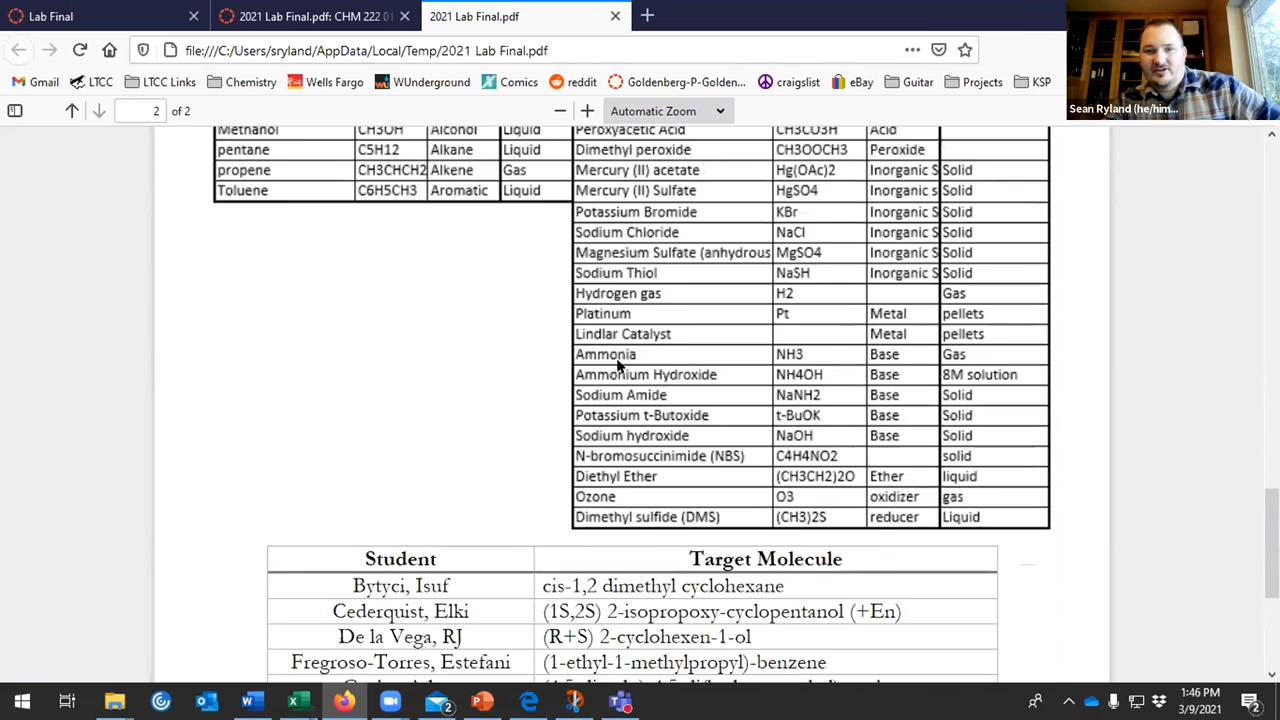 Lab Final
2021 Lab Final.pdf: CHM 222 01
2021 Lab Final.pdf
file:///C:/Users/sryland/AppData/Local/Temp/2021 Lab Final.pdf
Gmail LTCC LTCC Links Chemistry Wells Fargo WUnderground Comics reddit Goldenberg-P-Golden... craigslist eBay Guitar Projects KSP
Sean Ryland (he/him...
2 of 2 Automatic Zoom
Methanol CH3OH Alcohol Liquid
pentane C5H12 Alkane Liquid
propene CH3CHCH2 Alkene Gas
Toluene C6H5CH3 Aromatic Liquid
Peroxyacetic Acid CH3CO3H Acid
Dimethyl peroxide CH3OOCH3 Peroxide
Mercury (II) acetate Hg(OAc)2 Inorganic S Solid
Mercury (II) Sulfate HgSO4 Inorganic s Solid
Potassium Bromide KBr Inorganic S Solid
Sodium Chloride NaCl Inorganic S Solid
Magnesium Sulfate (anhydrous MgSO4 Inorganic S Solid
Sodium Thiol NaSH Inorganic S Solid
Hydrogen gas H2 Gas
Platinum Pt Metal pellets
Lindlar Catalyst Metal pellets
Ammonia NH3 Base Gas
Ammonium Hydroxide NH4OH Base 8M solution
Sodium Amide NaNH2 Base Solid
Potassium t-Butoxide t-BuOK Base Solid
Sodium hydroxide NaOH Base Solid
N-bromosuccinimide (NBS) C4H4NO2 solid
Diethyl Ether (CH3CH2)2O Ether liquid
Ozone O3 oxidizer gas
Dimethyl sulfide (DMS) (CH3)2S reducer Liquid
Student Target Molecule
Bytyci, Isuf cis-1,2 dimethyl cyclohexane
Cederquist, Elki (1S,2S) 2-isopropoxy-cyclopentanol (+En)
De la Vega, RJ (R+S) 2-cyclohexen-1-ol
Fregroso-Torres, Estefani (1-ethyl-1-methylpropyl)-benzene
1:46 PM
3/9/2021
2
2